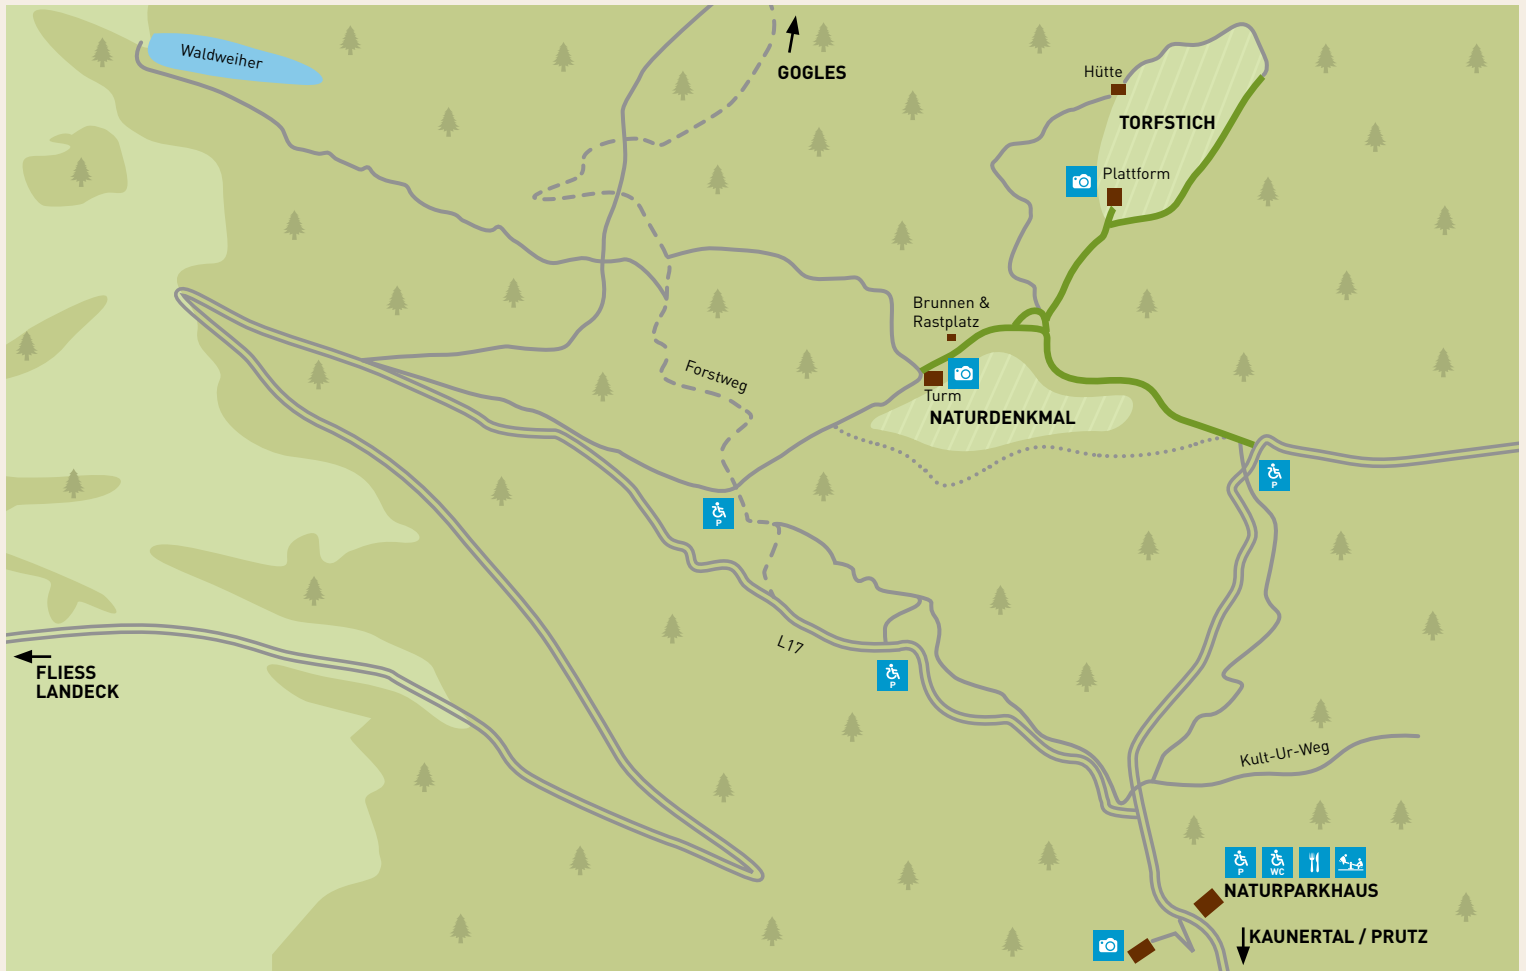 Waldweiher
GOGLES
Hütte
TORFSTICH
Plattform
Brunnen &
Rastplatz
Forstweg
Turm
NATURDENKMAL
P
P
L17
FLIESS
LANDECK
P
Kult-Ur-Weg
P
WC
NATURPARKHAUS
KAUNERTAL / PRUTZ